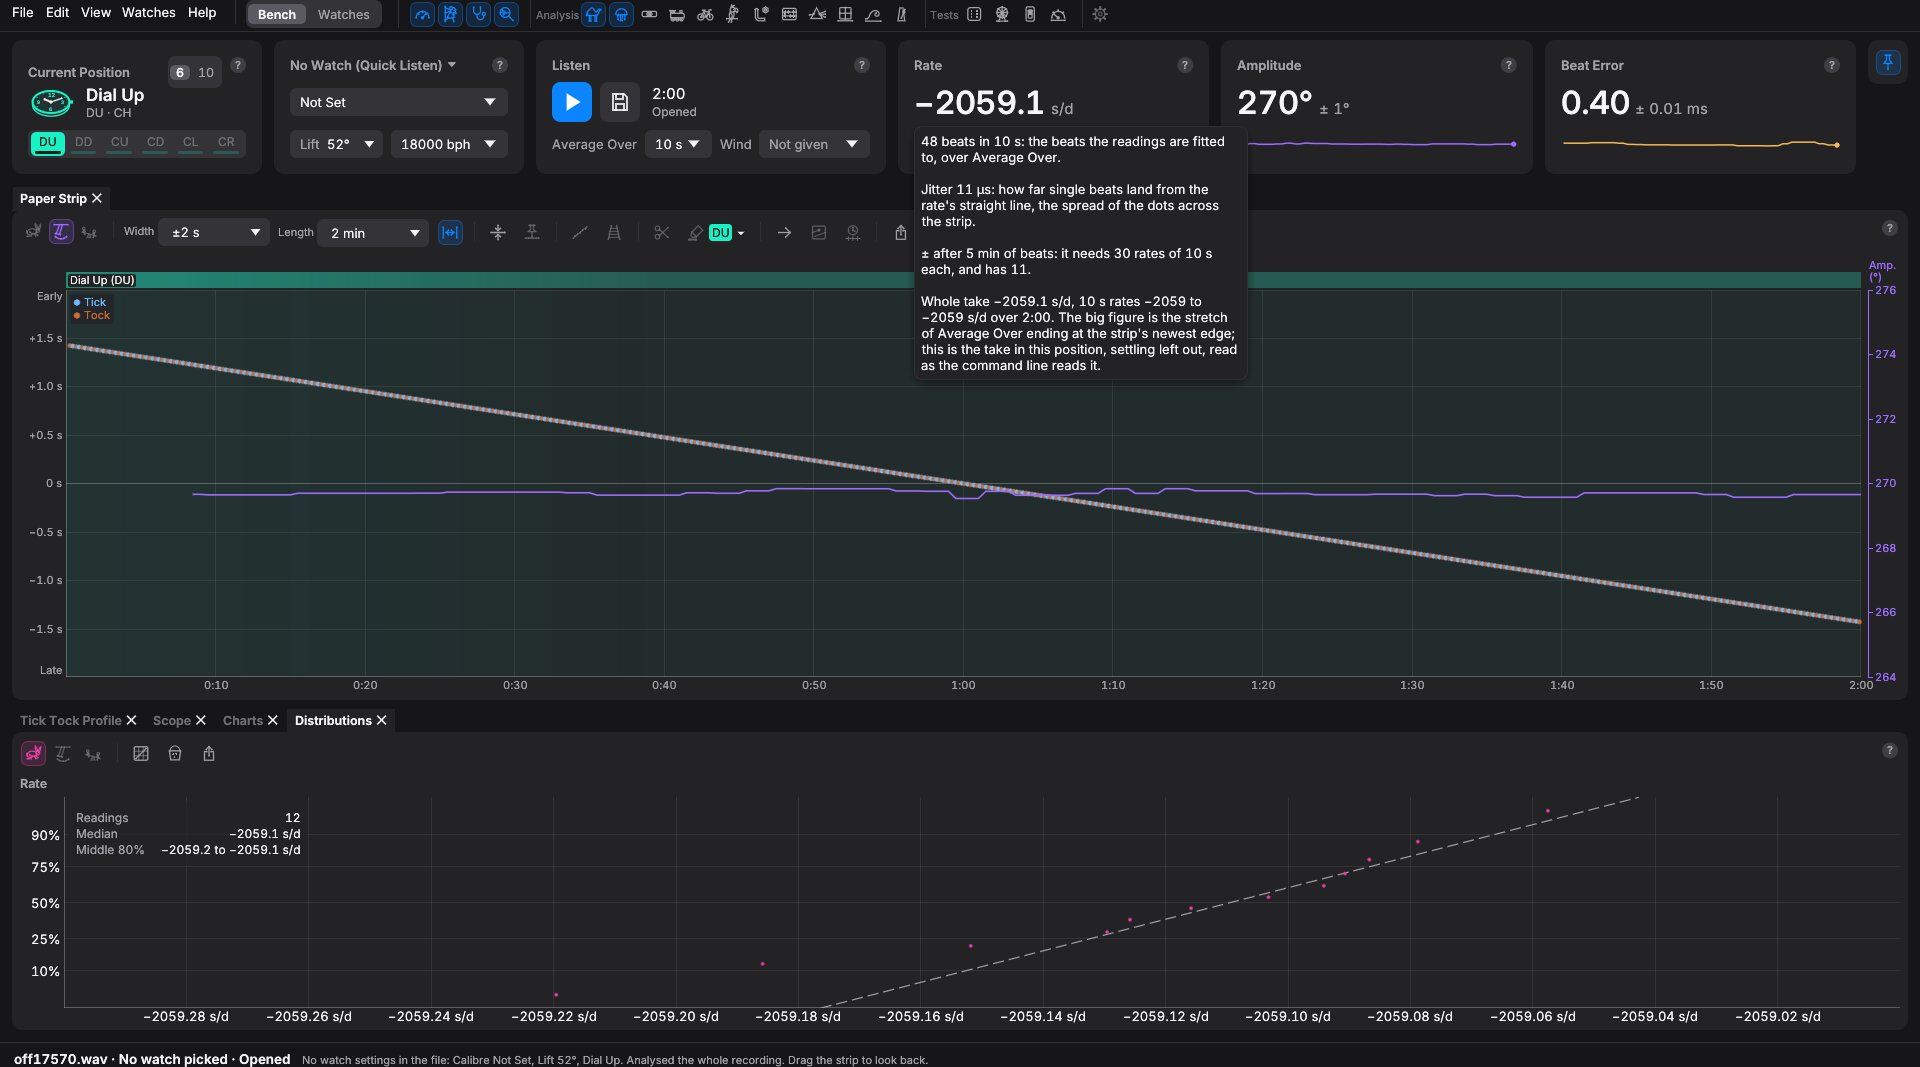 File Edit View Watches Help
Bench Watches
Analysis
Tests
Current Position
6 10
?
Dial Up
DU · CH
DU DD CU CD CL CR
No Watch (Quick Listen)
?
Not Set
Lift 52°
18000 bph
Listen
?
2:00
Opened
Average Over 10 s Wind Not given
Rate
?
−2059.1 s/d
Amplitude
?
270° ± 1°
Beat Error
?
0.40 ± 0.01 ms
48 beats in 10 s: the beats the readings are fitted
to, over Average Over.
Jitter 11 µs: how far single beats land from the
rate's straight line, the spread of the dots across
the strip.
± after 5 min of beats: it needs 30 rates of 10 s
each, and has 11.
Whole take −2059.1 s/d, 10 s rates −2059 to
−2059 s/d over 2:00. The big figure is the stretch
of Average Over ending at the strip's newest edge;
this is the take in this position, settling left out, read
as the command line reads it.
Paper Strip
Width ±2 s Length 2 min
DU
?
Dial Up (DU)
Tick
Tock
Early
+1.5 s
+1.0 s
+0.5 s
0 s
−0.5 s
−1.0 s
−1.5 s
Late
Amp.
(°)
276
274
272
270
268
266
264
0:10 0:20 0:30 0:40 0:50 1:00 1:10 1:20 1:30 1:40 1:50 2:00
Tick Tock Profile Scope Charts Distributions
?
Rate
Readings 12
Median −2059.1 s/d
Middle 80% −2059.2 to −2059.1 s/d
90%
75%
50%
25%
10%
−2059.28 s/d −2059.26 s/d −2059.24 s/d −2059.22 s/d −2059.20 s/d −2059.18 s/d −2059.16 s/d −2059.14 s/d −2059.12 s/d −2059.10 s/d −2059.08 s/d −2059.06 s/d −2059.04 s/d −2059.02 s/d
off17570.wav · No watch picked · Opened No watch settings in the file: Calibre Not Set, Lift 52°, Dial Up. Analysed the whole recording. Drag the strip to look back.